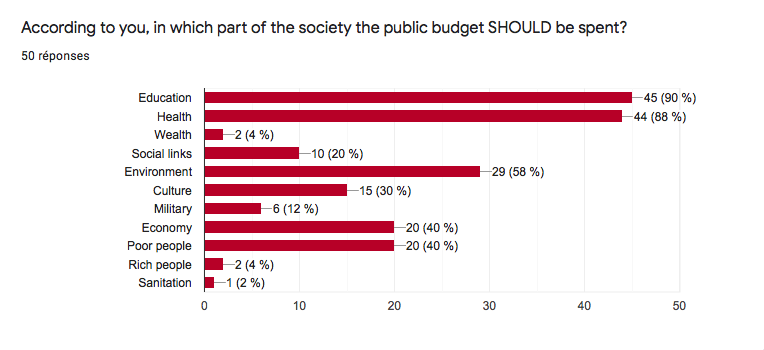 According to you, in which part of the society the public budget SHOULD be spent?
50 réponses
Education 45 (90 %)
Health 44 (88 %)
Wealth 2 (4 %)
Social links 10 (20 %)
Environment 29 (58 %)
Culture 15 (30 %)
Military 6 (12 %)
Economy 20 (40 %)
Poor people 20 (40 %)
Rich people 2 (4 %)
Sanitation 1 (2 %)
0 10 20 30 40 50